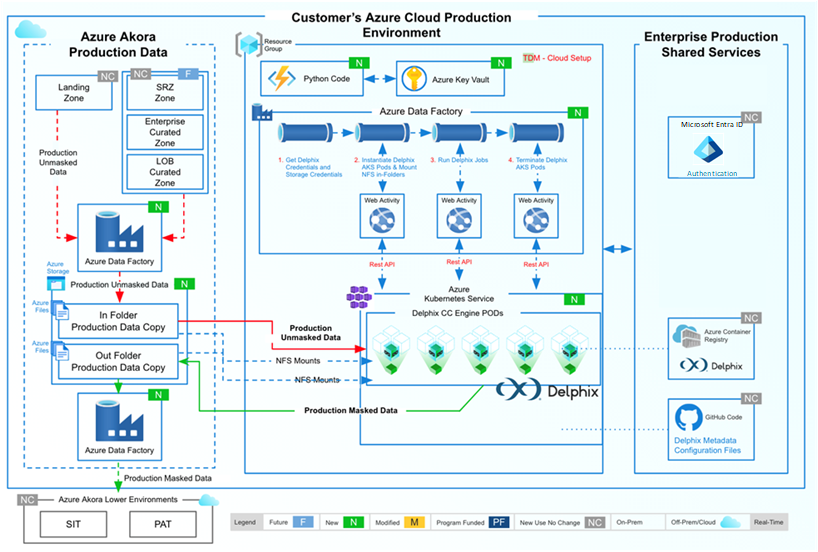 Customer's Azure Cloud Production
Environment
Azure Akora
Production Data
Landing
Zone
NC
NC
F
SRZ
Zone
Enterprise
Curated
Zone
LOB
Curated
Zone
Production
Unmasked
Data
N
Azure Data Factory
Azure
Storage
Production Unmasked Data
N
Azure
Files
In Folder
Production Data Copy
Azure
Files
Out Folder
Production Data Copy
N
Azure Data Factory
Production Masked Data
NC
Azure Akora Lower Environments
SIT
PAT
Resource
Group
Python Code
N
Azure Key Vault
N
TDM - Cloud Setup
Azure Data Factory
N
1. Get Delphix
Credentials and
Storage Credentials
2. Instantiate Delphix
AKS Pods & Mount
NFS in-Folders
3. Run Delphix Jobs
4. Terminate Delphix
AKS Pods
Web Activity
Web Activity
Web Activity
Rest API
Rest API
Rest API
Azure
Kubernetes Service
N
Delphix CC Engine PODs
Production
Unmasked Data
NFS Mounts
NFS Mounts
Production Masked Data
Delphix
Enterprise Production
Shared Services
NC
Microsoft Entra ID
Authentication
NC
Azure Container
Registry
Delphix
NC
GitHub Code
Delphix Metadata
Configuration Files
Legend
Future
F
New
N
Modified
M
Program Funded
PF
New Use No Change
NC
On-Prem
Off-Prem/Cloud
Real-Time